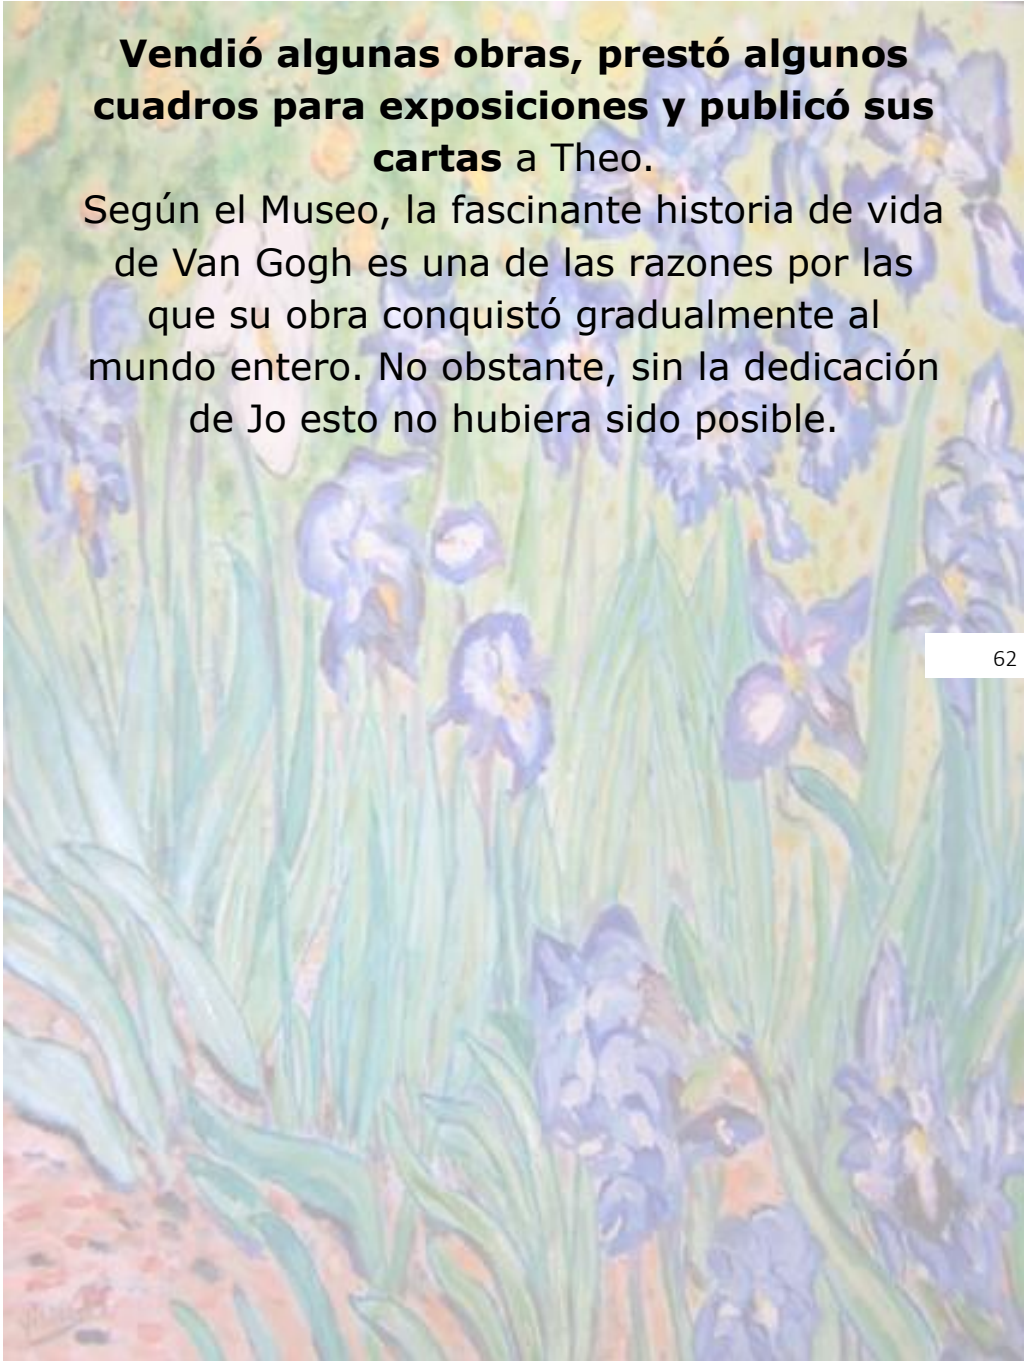 Vendió algunas obras, prestó algunos
cuadros para exposiciones y publicó sus
cartas a Theo.
Según el Museo, la fascinante historia de vida
de Van Gogh es una de las razones por las
que su obra conquistó gradualmente al
mundo entero. No obstante, sin la dedicación
de Jo esto no hubiera sido posible.
62